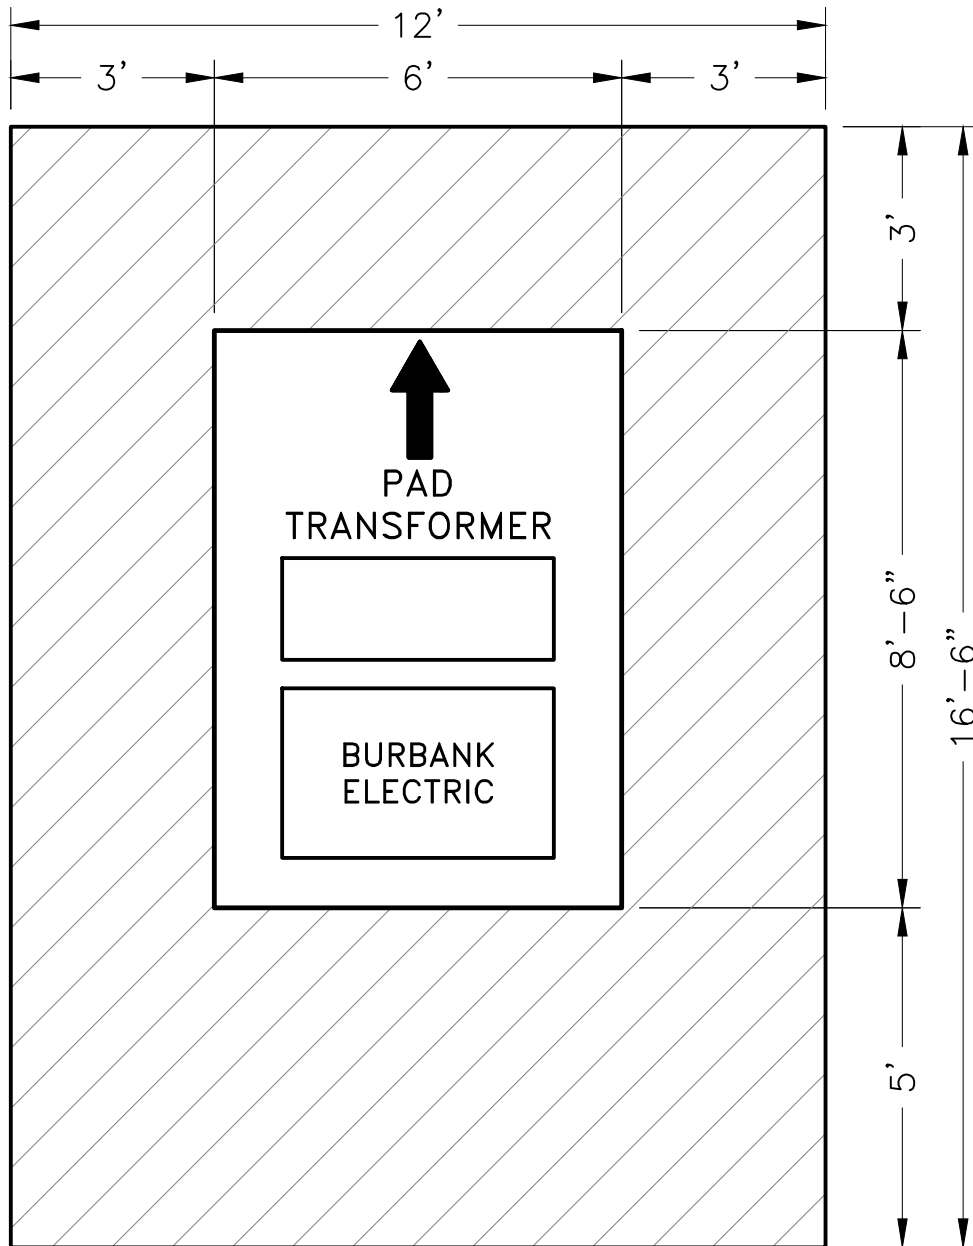 12'
3' 6' 3'
3'
PAD
TRANSFORMER
8'-6"
16'-6"
BURBANK
ELECTRIC
5'